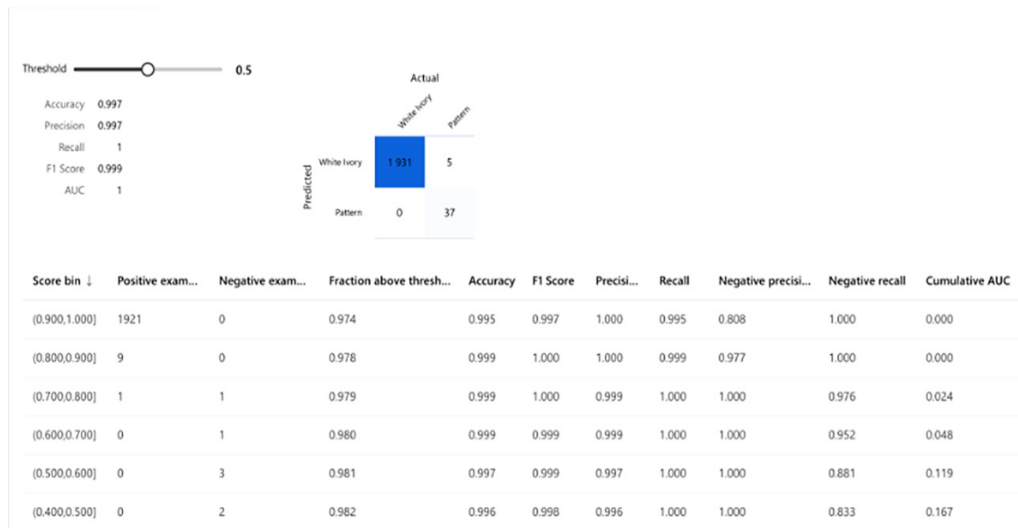 Threshold 0.5
Accuracy 0.997
Precision 0.997
Recall 1
F1 Score 0.999
AUC 1
Actual
White Ivory Pattern
Predicted
White Ivory 1 931 5
Pattern 0 37
Score bin ↓ Positive exam... Negative exam... Fraction above thresh... Accuracy F1 Score Precisi... Recall Negative precisi... Negative recall Cumulative AUC
(0.900,1.000] 1921 0 0.974 0.995 0.997 1.000 0.995 0.808 1.000 0.000
(0.800,0.900] 9 0 0.978 0.999 1.000 1.000 0.999 0.977 1.000 0.000
(0.700,0.800] 1 1 0.979 0.999 1.000 0.999 1.000 1.000 0.976 0.024
(0.600,0.700] 0 1 0.980 0.999 0.999 0.999 1.000 1.000 0.952 0.048
(0.500,0.600] 0 3 0.981 0.997 0.999 0.997 1.000 1.000 0.881 0.119
(0.400,0.500] 0 2 0.982 0.996 0.998 0.996 1.000 1.000 0.833 0.167